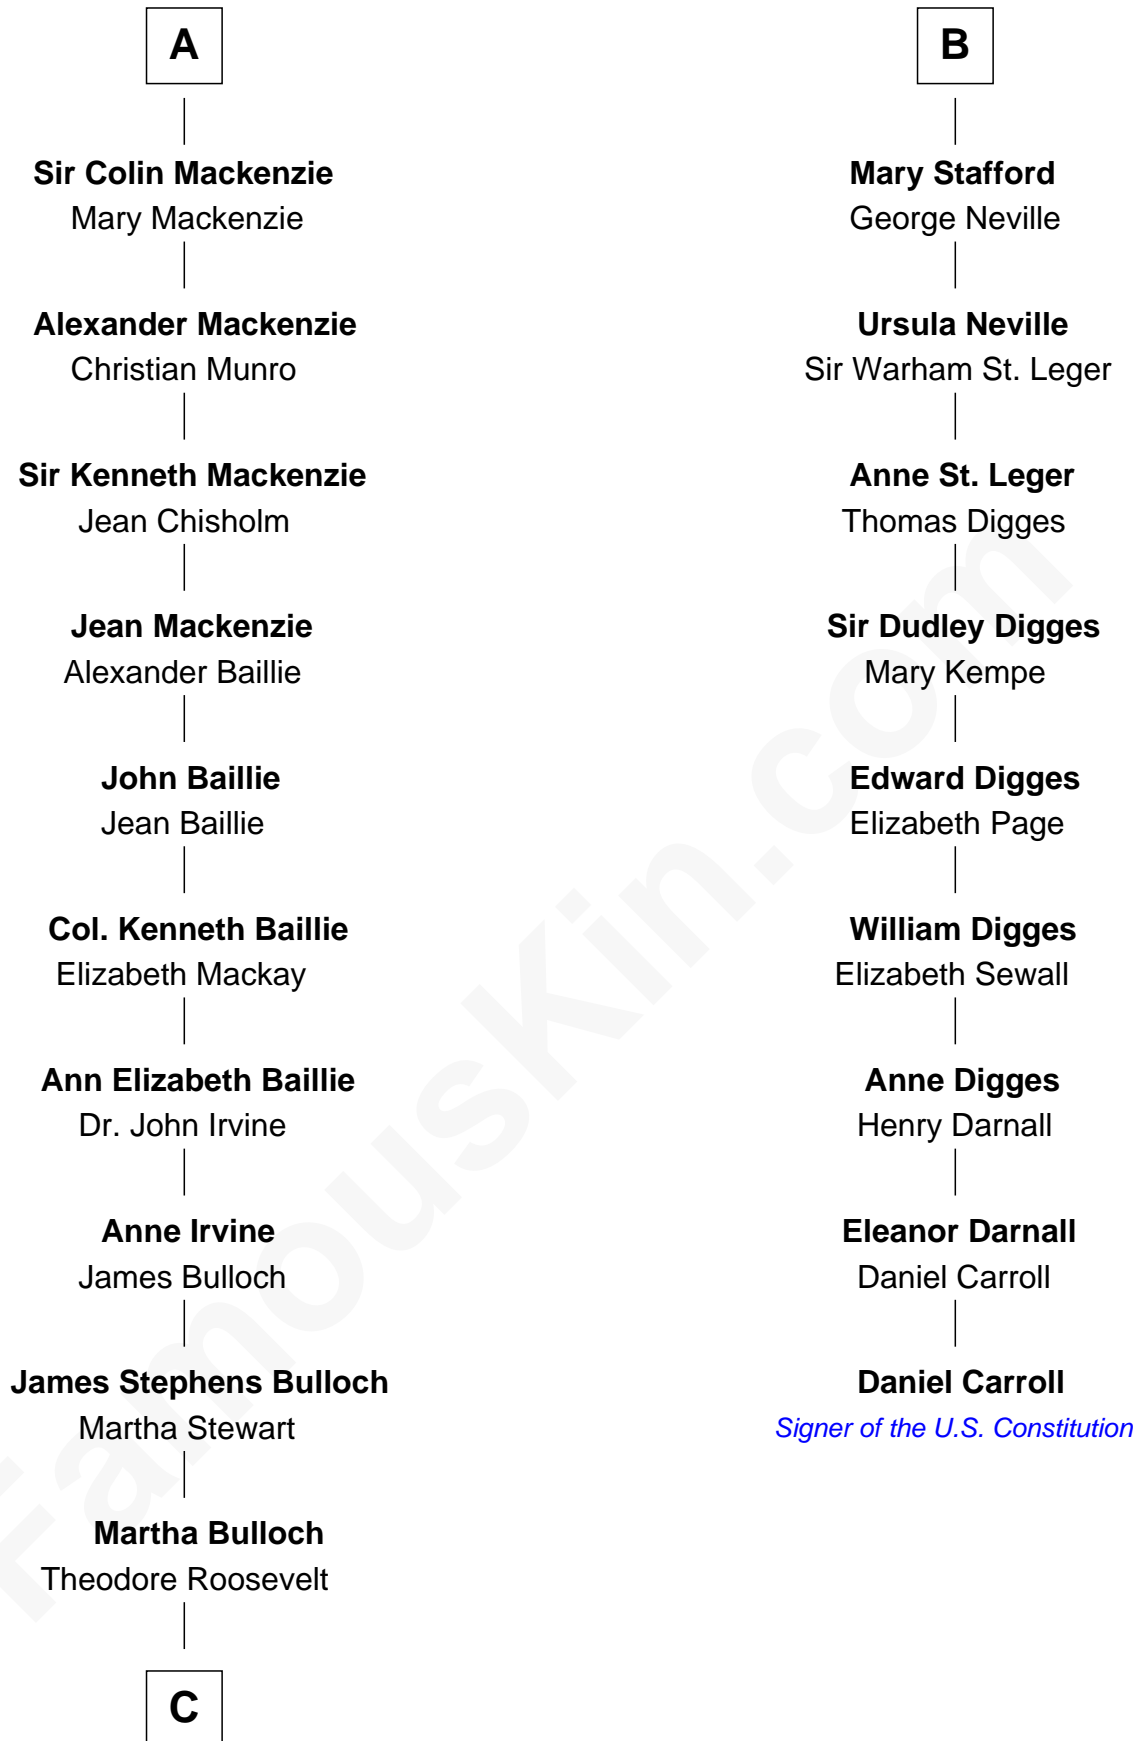 A
Sir Colin Mackenzie
Mary Mackenzie
Alexander Mackenzie
Christian Munro
Sir Kenneth Mackenzie
Jean Chisholm
Jean Mackenzie
Alexander Baillie
John Baillie
Jean Baillie
Col. Kenneth Baillie
Elizabeth Mackay
Ann Elizabeth Baillie
Dr. John Irvine
Anne Irvine
James Bulloch
James Stephens Bulloch
Martha Stewart
Martha Bulloch
Theodore Roosevelt
C
B
Mary Stafford
George Neville
Ursula Neville
Sir Warham St. Leger
Anne St. Leger
Thomas Digges
Sir Dudley Digges
Mary Kempe
Edward Digges
Elizabeth Page
William Digges
Elizabeth Sewall
Anne Digges
Henry Darnall
Eleanor Darnall
Daniel Carroll
Daniel Carroll
Signer of the U.S. Constitution
FamousKin.com